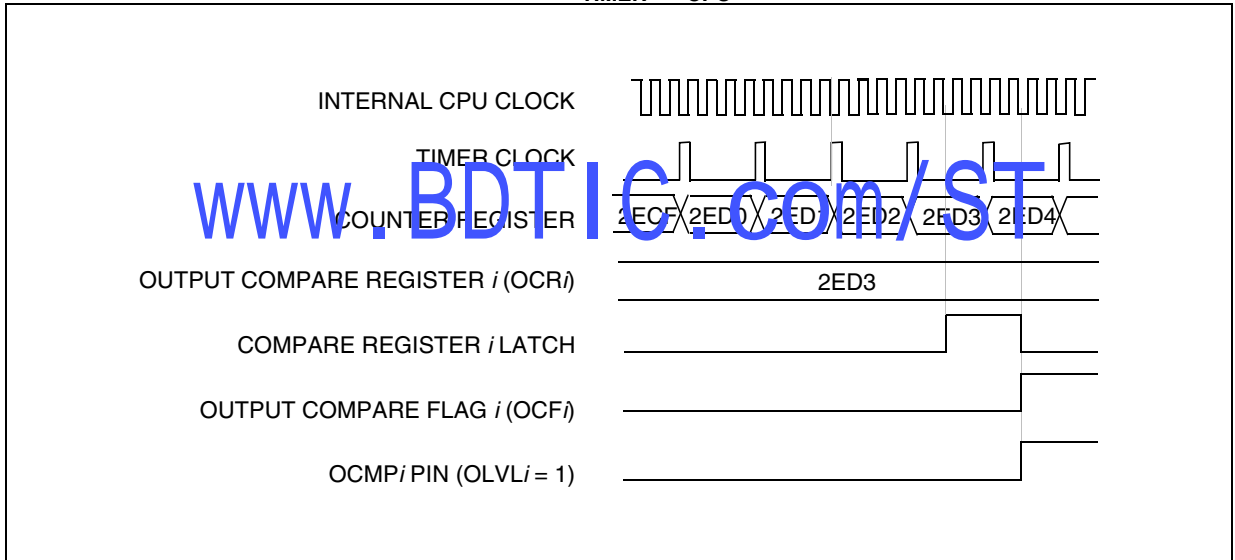 INTERNAL CPU CLOCK
TIMER CLOCK
COUNTER REGISTER 2ECF 2ED0 2ED1 2ED2 2ED3 2ED4
www.BDTIC.com/ST
OUTPUT COMPARE REGISTER i (OCRi) 2ED3
COMPARE REGISTER i LATCH
OUTPUT COMPARE FLAG i (OCFi)
OCMPi PIN (OLVLi = 1)